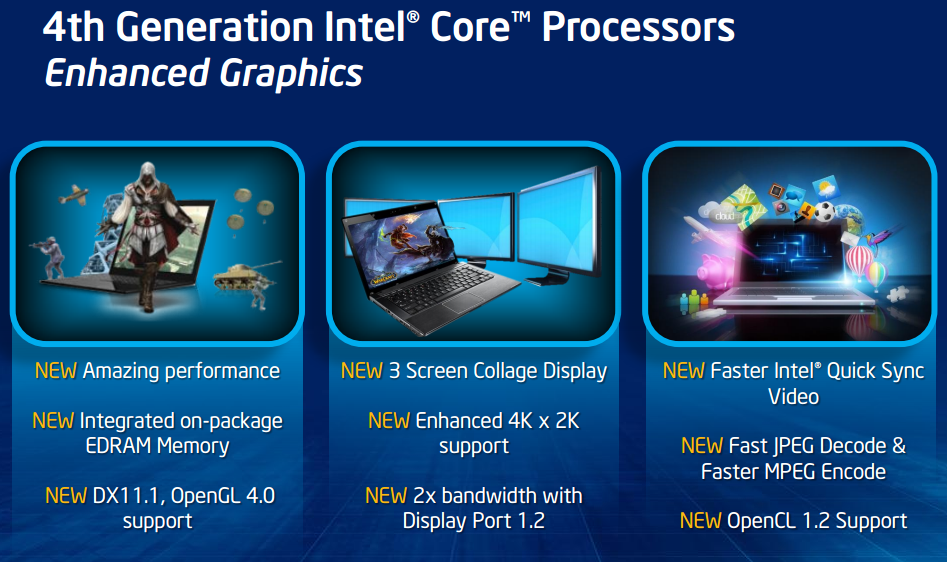 4th Generation Intel® Core™ Processors
Enhanced Graphics
NEW Amazing performance
NEW Integrated on-package
EDRAM Memory
NEW DX11.1, OpenGL 4.0
support
NEW 3 Screen Collage Display
NEW Enhanced 4K x 2K
support
NEW 2x bandwidth with
Display Port 1.2
cloud
NEW Faster Intel® Quick Sync
Video
NEW Fast JPEG Decode &
Faster MPEG Encode
NEW OpenCL 1.2 Support